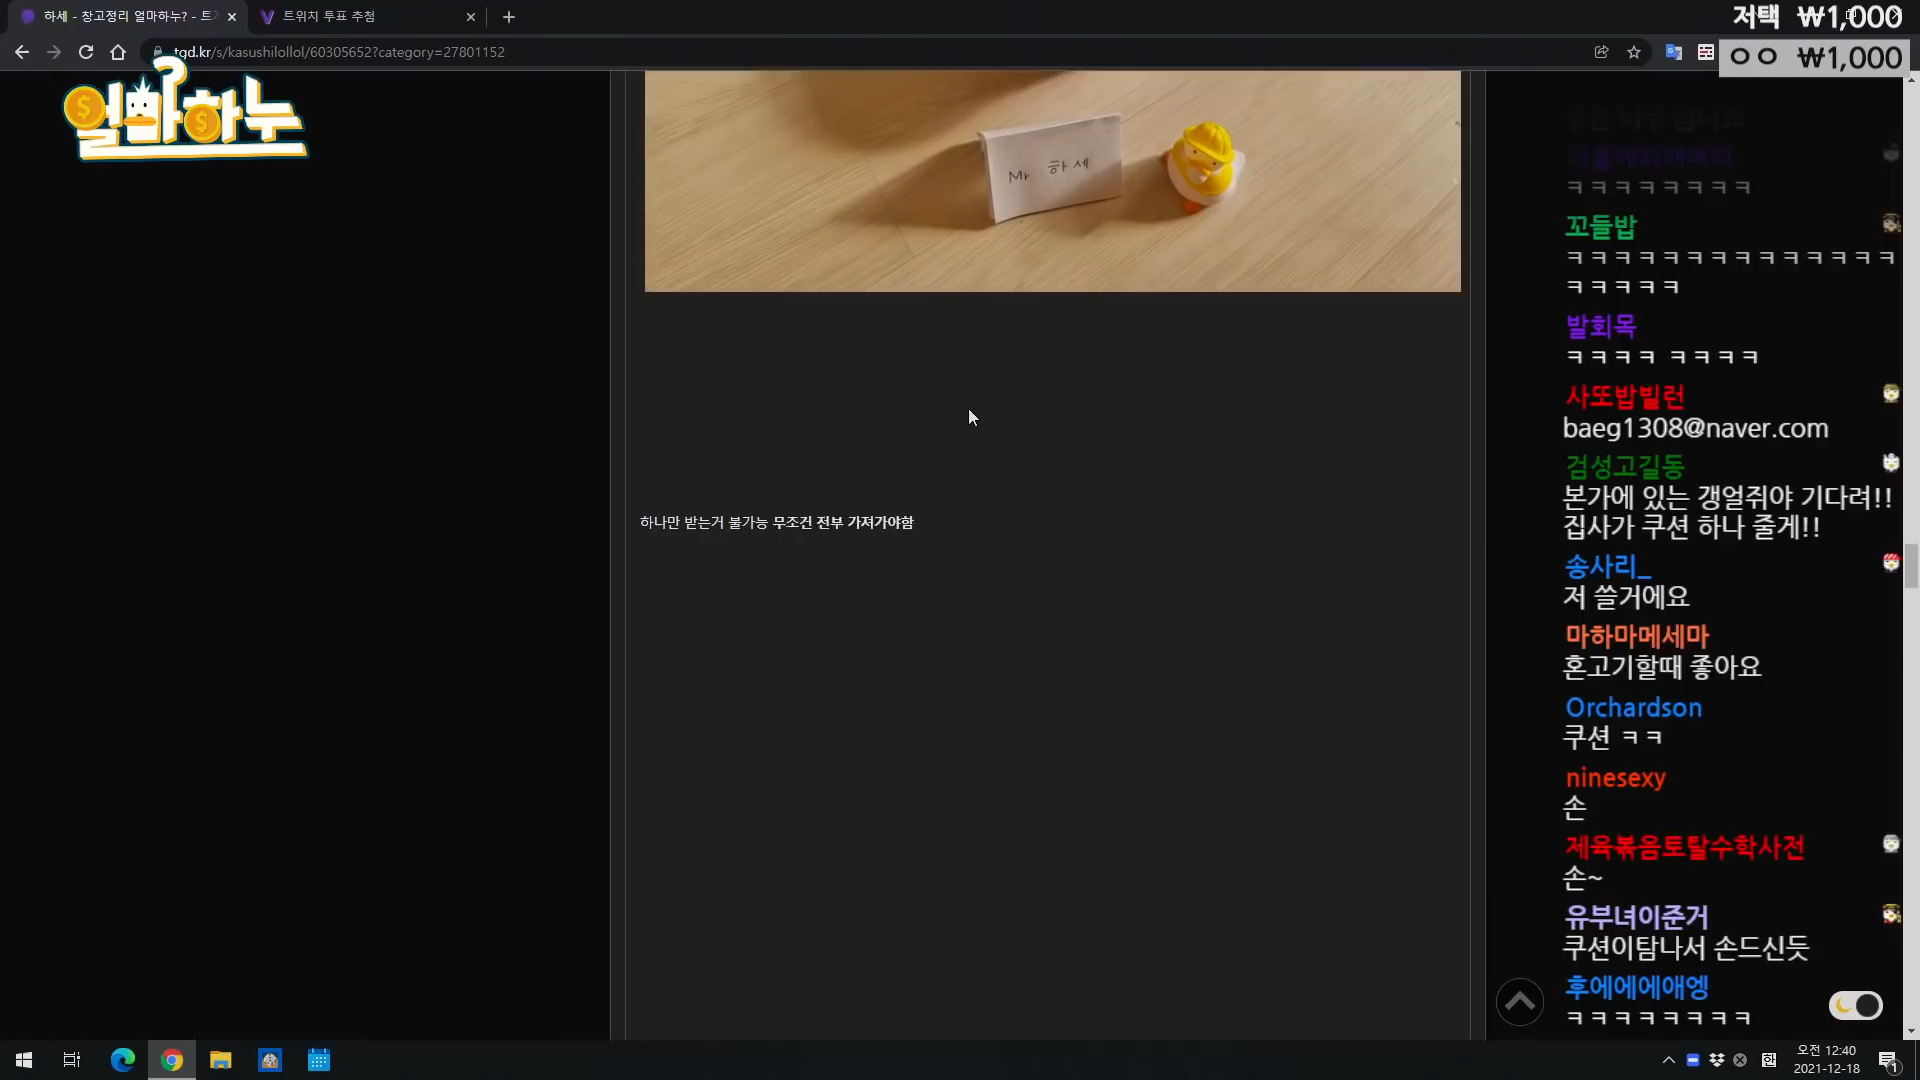 하세 - 창고정리 얼마하누? - 트
트위치 투표 추첨
저택 ₩1,000
tgd.kr/s/kasushilollol/60305652?category=27801152
ㅇㅇ ₩1,000
얼마하누?
Mr. 하세
하나만 받는거 불가능 무조건 전부 가져가야함
ㅋㅋㅋㅋㅋㅋㅋㅋ
꼬들밥
ㅋㅋㅋㅋㅋㅋㅋㅋㅋㅋㅋㅋㅋㅋ
ㅋㅋㅋㅋㅋ
발회목
ㅋㅋㅋㅋ ㅋㅋㅋㅋ
사또밥빌런
baeg1308@naver.com
검성고길동
본가에 있는 갱얼쥐야 기다려!!
집사가 쿠션 하나 줄게!!
송사리_
저 쓸거에요
마하마메세마
혼고기할때 좋아요
Orchardson
쿠션 ㅋㅋ
ninesexy
손
제육볶음토탈수학사전
손~
유부녀이준거
쿠션이탐나서 손드신듯
후에에에애엥
ㅋㅋㅋㅋㅋㅋㅋㅋ
한
오전 12:40
2021-12-18
1